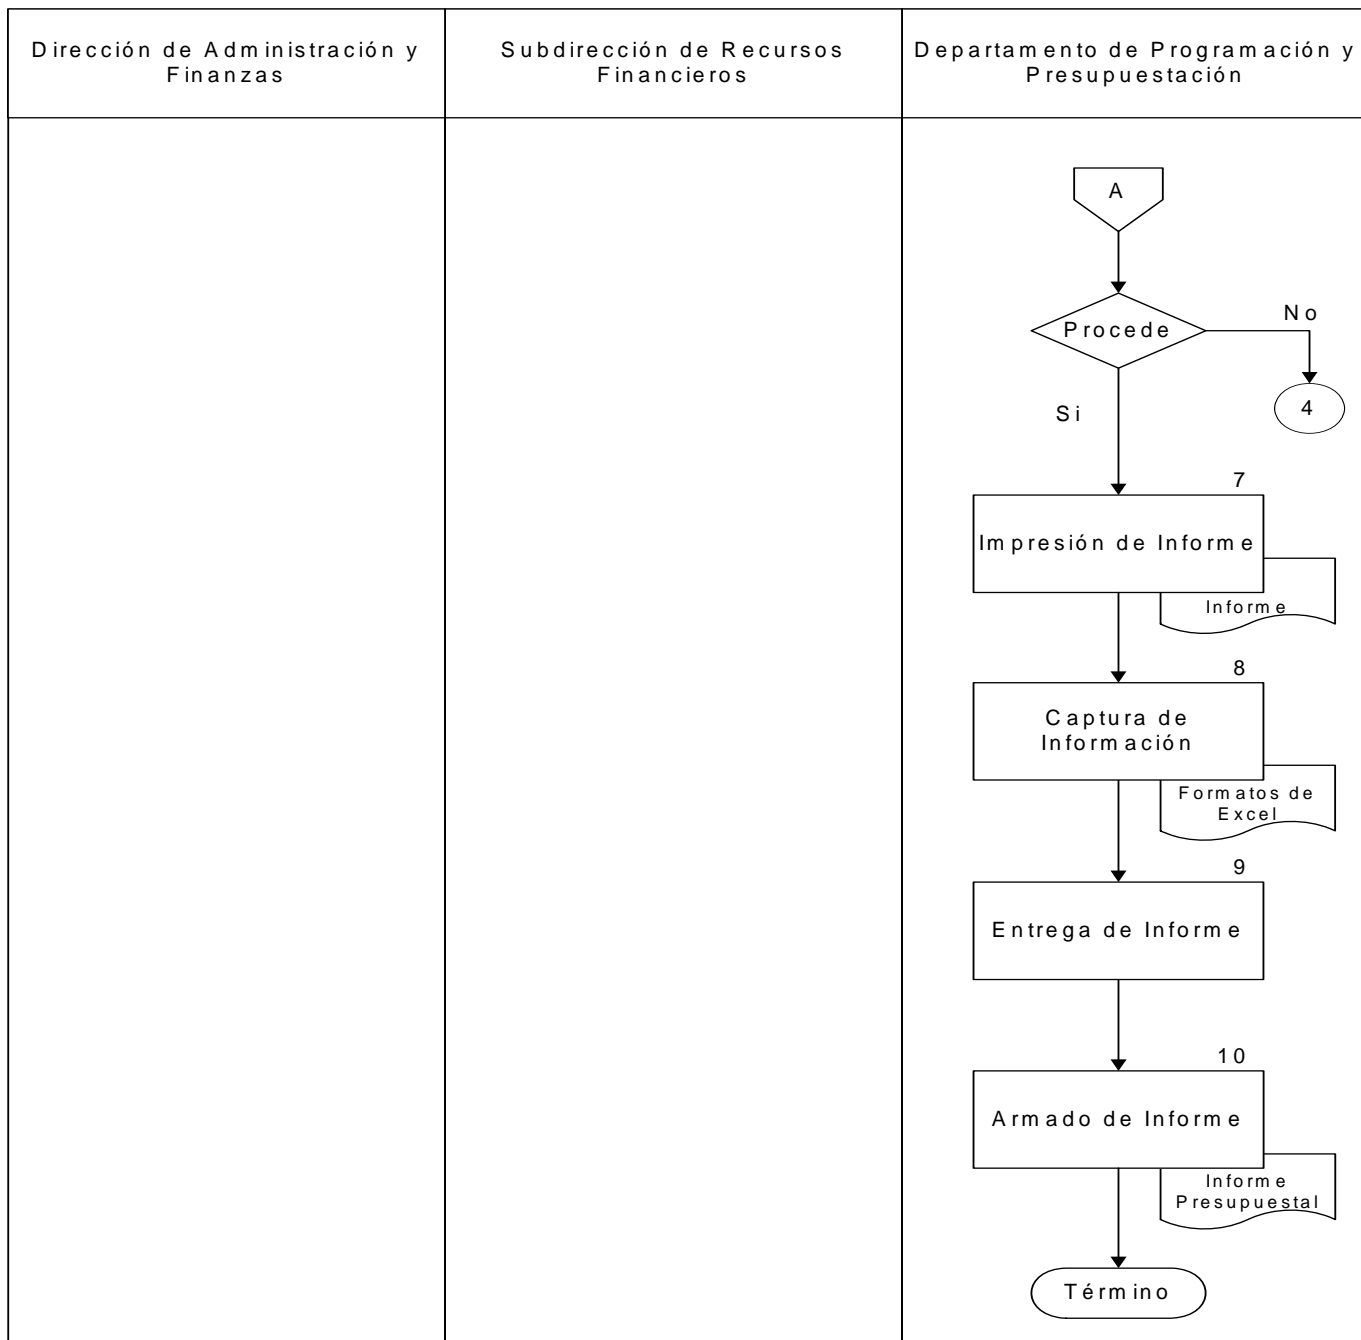 Dirección de Administración y
Finanzas
Subdirección de Recursos
Financieros
Departamento de Programación y
Presupuestación
A
Procede
No
4
Si
7
Impresión de Informe
Informe
8
Captura de
Información
Formatos de
Excel
9
Entrega de Informe
10
Armado de Informe
Informe
Presupuestal
Término